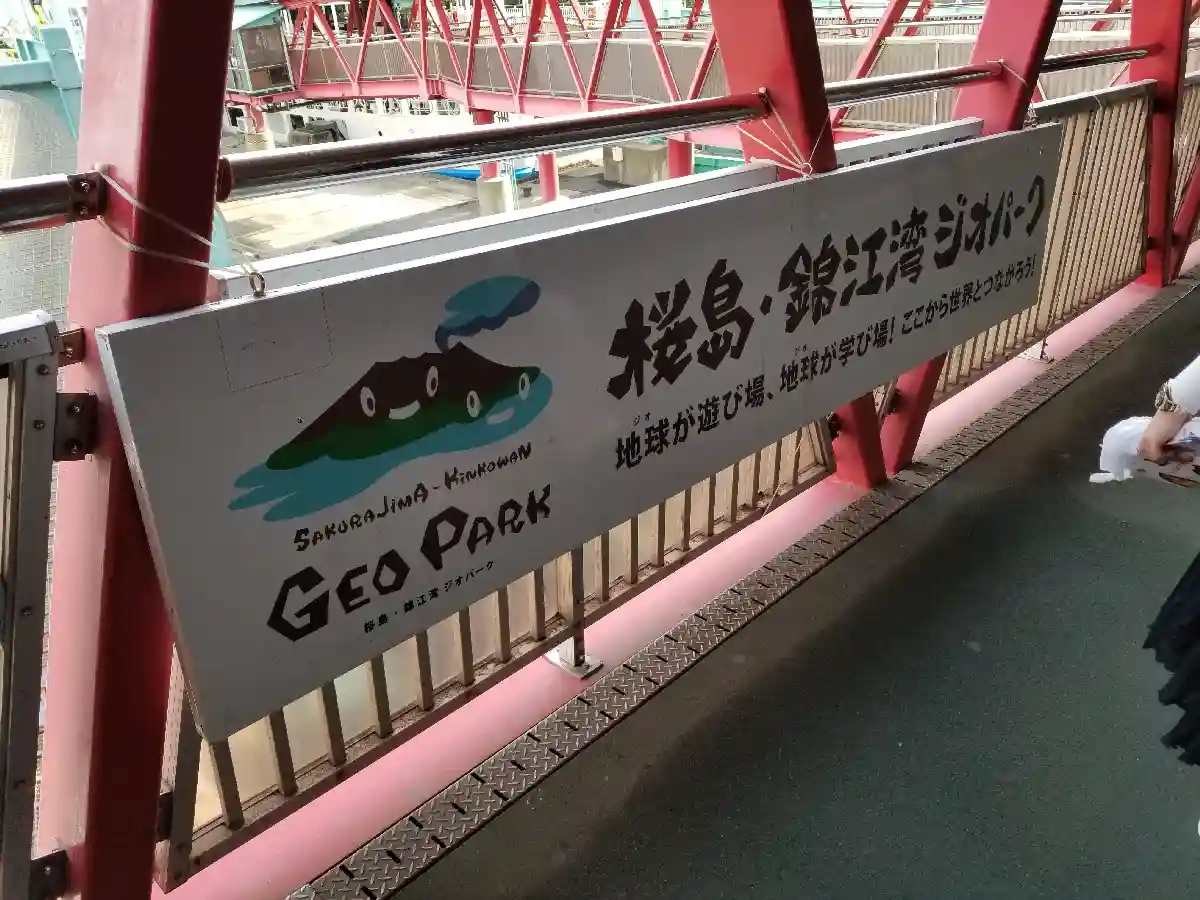 SAKURAJIMA-KINKOWAN
GEO PARK
桜島・錦江湾 ジオパーク
桜島・錦江湾 ジオパーク
ジオ ジオ
地球が遊び場、地球が学び場！ここから世界とつながろう！